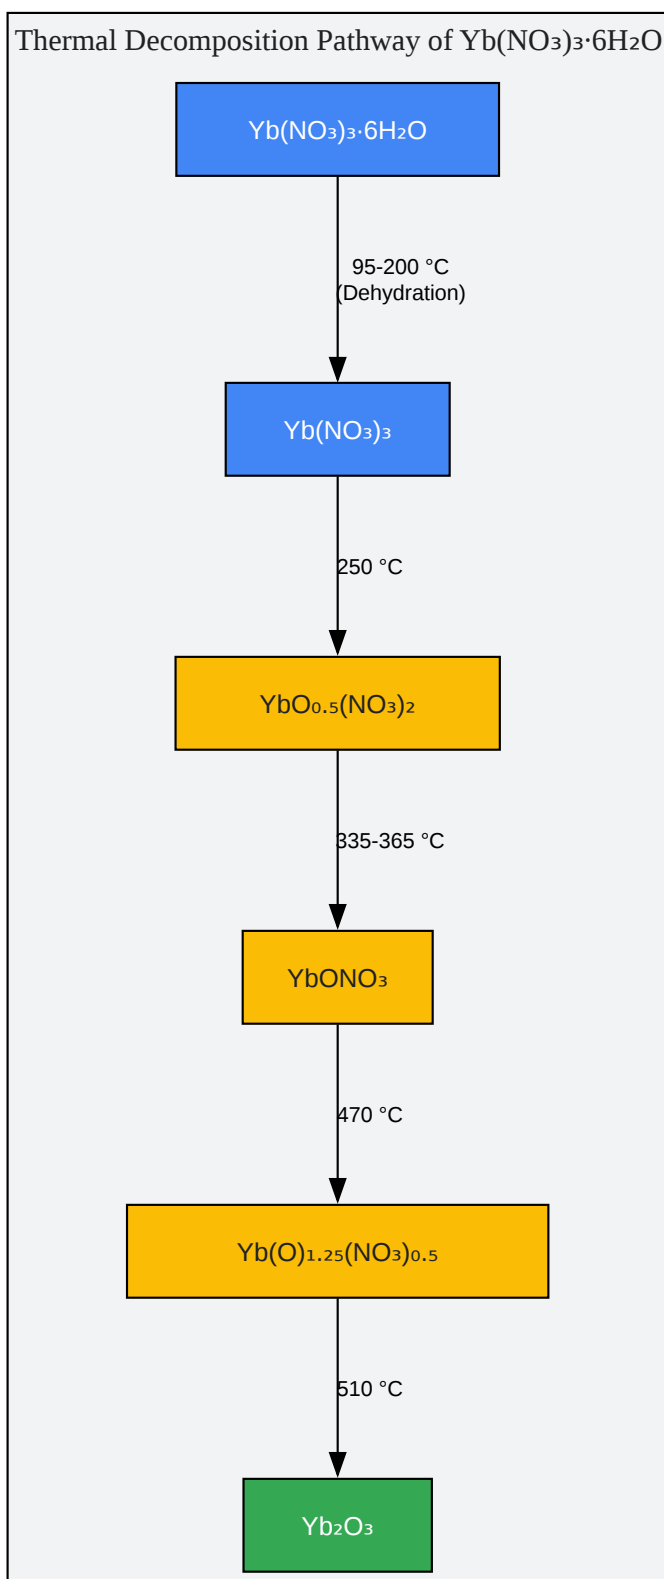 Thermal Decomposition Pathway of Yb(NO₃)₃·6H₂O
Yb(NO₃)₃·6H₂O
95-200 °C
(Dehydration)
Yb(NO₃)₃
250 °C
YbO₀.₅(NO₃)₂
335-365 °C
YbONO₃
470 °C
Yb(O)₁.₂₅(NO₃)₀.₅
510 °C
Yb₂O₃